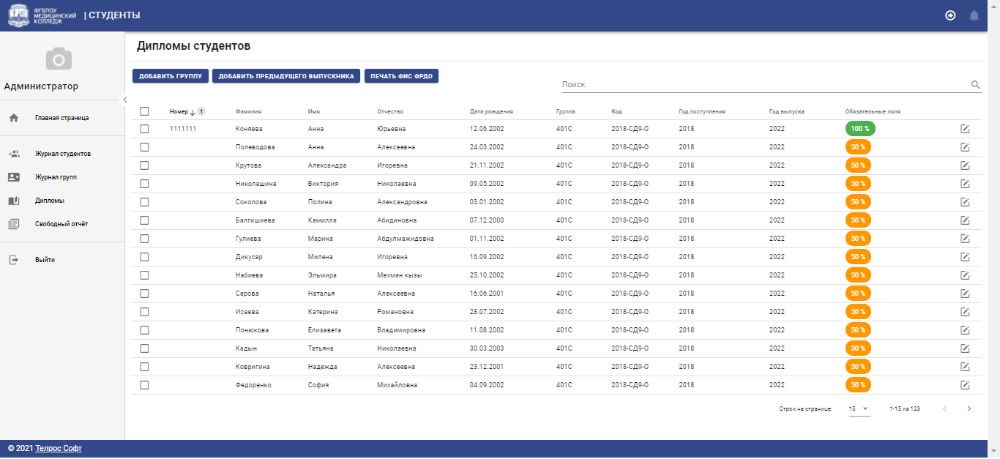 ФГБПОУ
МЕДИЦИНСКИЙ
КОЛЛЕДЖ
| СТУДЕНТЫ
Администратор
Главная страница
Журнал студентов
Журнал групп
Дипломы
Свободный отчёт
Выйти
Дипломы студентов
ДОБАВИТЬ ГРУППУ ДОБАВИТЬ ПРЕДЫДУЩЕГО ВЫПУСКНИКА ПЕЧАТЬ ФИС ФРДО
Поиск
Номер 1 Фамилия Имя Отчество Дата рождения Группа Код Год поступления Год выпуска Обязательные поля
1111111 Коняева Анна Юрьевна 12.06.2002 401С 2018-СД9-О 2018 2022 100 %
Полеводова Анна Алексеевна 24.03.2002 401С 2018-СД9-О 2018 2022 50 %
Крутова Александра Игоревна 21.11.2002 401С 2018-СД9-О 2018 2022 50 %
Николашина Виктория Николаевна 09.05.2002 401С 2018-СД9-О 2018 2022 50 %
Соколова Полина Александровна 03.01.2002 401С 2018-СД9-О 2018 2022 50 %
Балгишиева Камилла Абидиновна 07.12.2000 401С 2018-СД9-О 2018 2022 50 %
Гулиева Марина Абдулмажидовна 01.11.2002 401С 2018-СД9-О 2018 2022 50 %
Дикусар Милена Игоревна 16.09.2002 401С 2018-СД9-О 2018 2022 50 %
Набиева Эльмира Мехман кызы 25.10.2002 401С 2018-СД9-О 2018 2022 50 %
Серова Наталья Алексеевна 16.06.2001 401С 2018-СД9-О 2018 2022 50 %
Исаева Катерина Романовна 28.07.2002 401С 2018-СД9-О 2018 2022 50 %
Понюкова Елизавета Владимировна 11.08.2002 401С 2018-СД9-О 2018 2022 50 %
Кадын Татьяна Николаевна 30.03.2003 401С 2018-СД9-О 2018 2022 50 %
Ковригина Надежда Алексеевна 23.12.2001 401С 2018-СД9-О 2018 2022 50 %
Федоренко София Михайловна 04.09.2002 401С 2018-СД9-О 2018 2022 50 %
Строк на странице: 15 1-15 из 123
© 2021 Телрос Софт